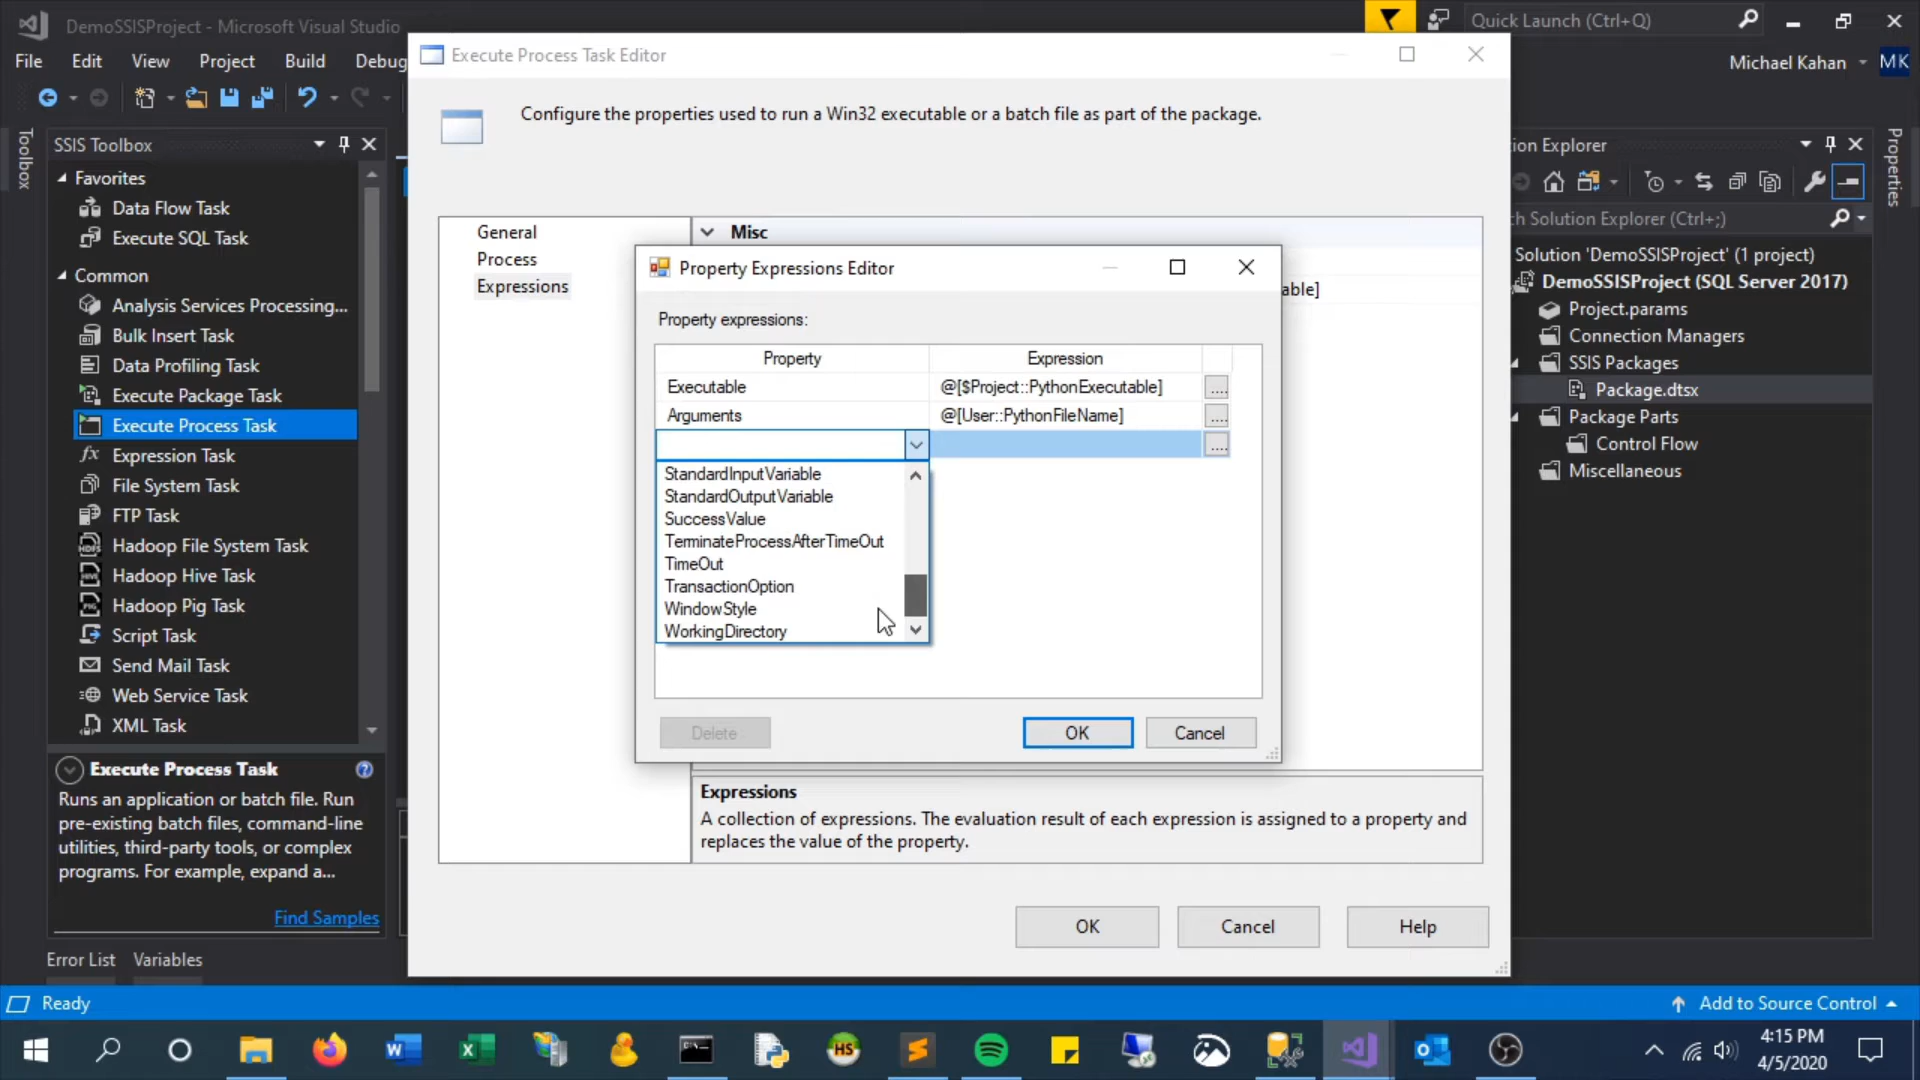 DemoSSISProject - Microsoft Visual Studio
Quick Launch (Ctrl+Q)
File Edit View Project Build Debug
Michael Kahan
MK
Toolbox
SSIS Toolbox
Favorites
Data Flow Task
Execute SQL Task
Common
Analysis Services Processing...
Bulk Insert Task
Data Profiling Task
Execute Package Task
Execute Process Task
Expression Task
File System Task
FTP Task
Hadoop File System Task
Hadoop Hive Task
Hadoop Pig Task
Script Task
Send Mail Task
Web Service Task
XML Task
Execute Process Task
Runs an application or batch file. Run
pre-existing batch files, command-line
utilities, third-party tools, or complex
programs. For example, expand a...
Find Samples
Error List Variables
Execute Process Task Editor
Configure the properties used to run a Win32 executable or a batch file as part of the package.
General
Process
Expressions
Misc
able]
Property Expressions Editor
Property expressions:
Property Expression
Executable @[$Project::PythonExecutable]
Arguments @[User::PythonFileName]
StandardInputVariable
StandardOutputVariable
SuccessValue
TerminateProcessAfterTimeOut
TimeOut
TransactionOption
WindowStyle
WorkingDirectory
Delete OK Cancel
Expressions
A collection of expressions. The evaluation result of each expression is assigned to a property and
replaces the value of the property.
OK Cancel Help
ion Explorer
ch Solution Explorer (Ctrl+;)
Solution 'DemoSSISProject' (1 project)
DemoSSISProject (SQL Server 2017)
Project.params
Connection Managers
SSIS Packages
Package.dtsx
Package Parts
Control Flow
Miscellaneous
Properties
Ready
Add to Source Control
HS
4:15 PM
4/5/2020